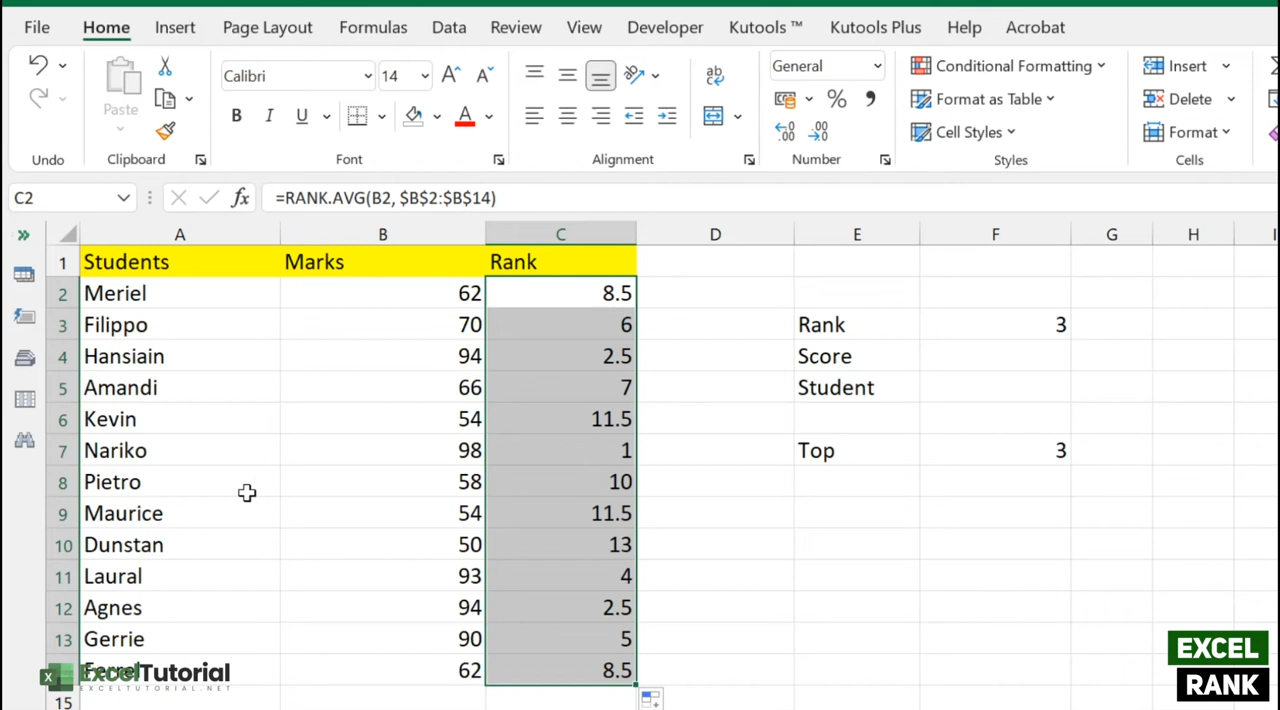 File Home Insert Page Layout Formulas Data Review View Developer Kutools ™ Kutools Plus Help Acrobat
Paste
Calibri 14
B I U A
ab
General
% 9
Conditional Formatting
Format as Table
Cell Styles
Insert
Delete
Format
Undo Clipboard Font Alignment Number Styles Cells
C2 fx =RANK.AVG(B2, $B$2:$B$14)
A B C D E F G H I
1 Students Marks Rank
2 Meriel 62 8.5
3 Filippo 70 6 Rank 3
4 Hansiain 94 2.5 Score
5 Amandi 66 7 Student
6 Kevin 54 11.5
7 Nariko 98 1 Top 3
8 Pietro 58 10
9 Maurice 54 11.5
10 Dunstan 50 13
11 Laural 93 4
12 Agnes 94 2.5
13 Gerrie 90 5
62 8.5
15
X ExcelTutorial
EXCELTUTORIAL.NET
EXCEL
RANK